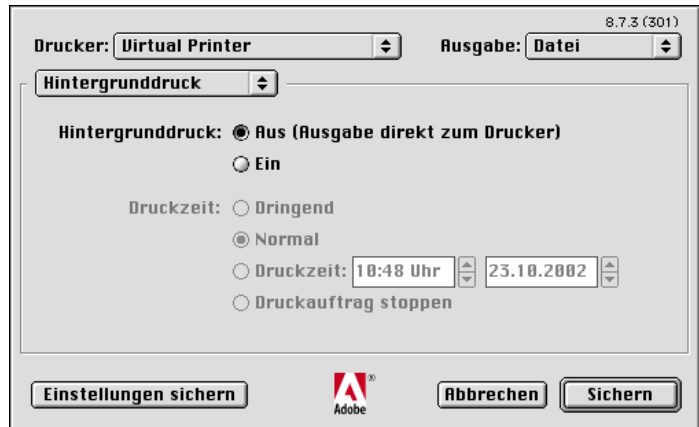 8.7.3 (301)
Drucker: Virtual Printer Ausgabe: Datei
Hintergrunddruck
Hintergrunddruck: Aus (Ausgabe direkt zum Drucker)
Ein
Druckzeit: Dringend
Normal
Druckzeit: 10:48 Uhr 23.10.2002
Druckauftrag stoppen
Einstellungen sichern Adobe® Abbrechen Sichern